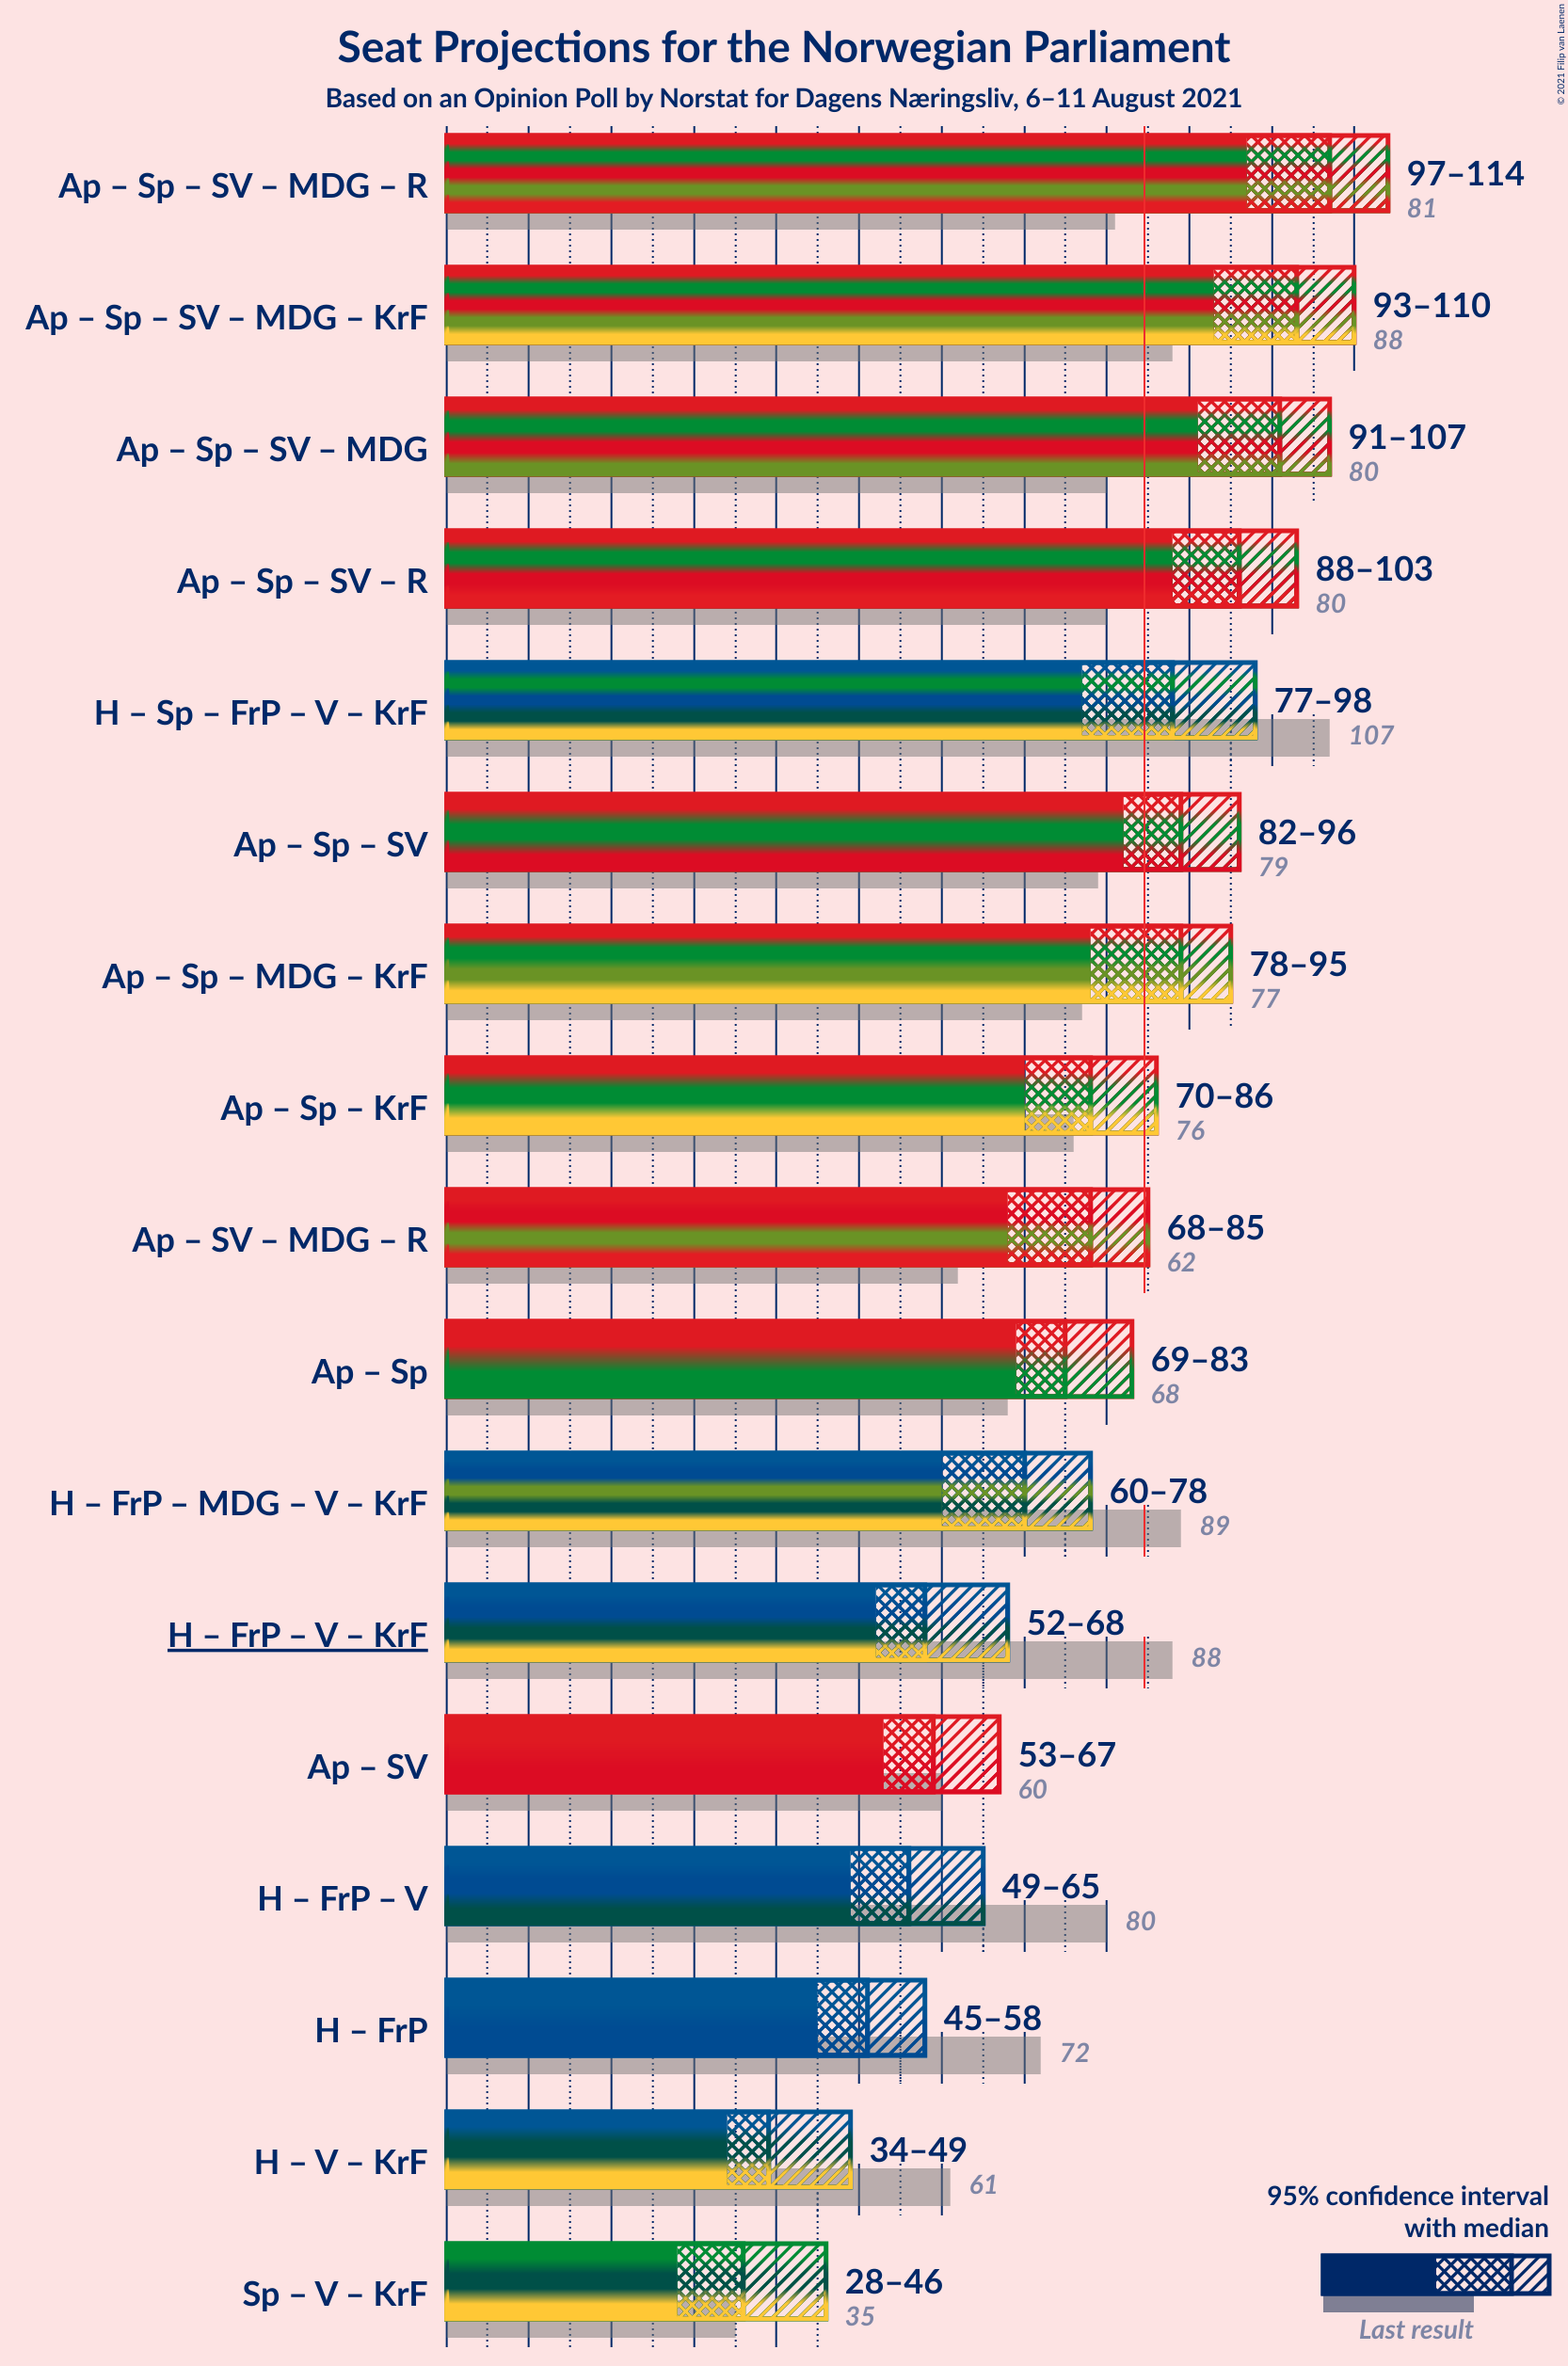 Seat Projections for the Norwegian Parliament
Based on an Opinion Poll by Norstat for Dagens Næringsliv, 6–11 August 2021
© 2021 Filip van Laenen
Ap – Sp – SV – MDG – R
97–114
81
Ap – Sp – SV – MDG – KrF
93–110
88
Ap – Sp – SV – MDG
91–107
80
Ap – Sp – SV – R
88–103
80
H – Sp – FrP – V – KrF
77–98
107
Ap – Sp – SV
82–96
79
Ap – Sp – MDG – KrF
78–95
77
Ap – Sp – KrF
70–86
76
Ap – SV – MDG – R
68–85
62
Ap – Sp
69–83
68
H – FrP – MDG – V – KrF
60–78
89
H – FrP – V – KrF
52–68
88
Ap – SV
53–67
60
H – FrP – V
49–65
80
H – FrP
45–58
72
H – V – KrF
34–49
61
Sp – V – KrF
28–46
35
95% confidence interval
with median
Last result